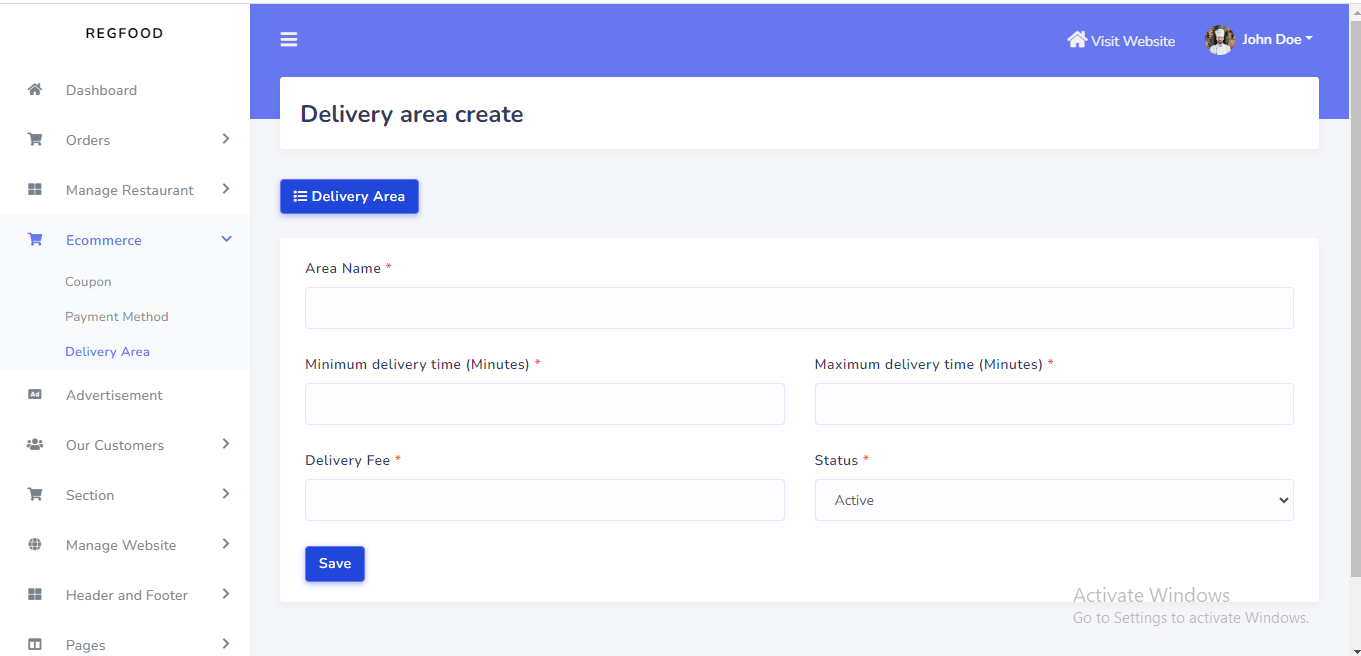 REGFOOD
Visit Website
John Doe
Dashboard
Orders
Manage Restaurant
Ecommerce
Coupon
Payment Method
Delivery Area
Ad Advertisement
Our Customers
Section
Manage Website
Header and Footer
Pages
Delivery area create
Delivery Area
Area Name *
Minimum delivery time (Minutes) *
Maximum delivery time (Minutes) *
Delivery Fee *
Status *
Active
Save
Activate Windows
Go to Settings to activate Windows.